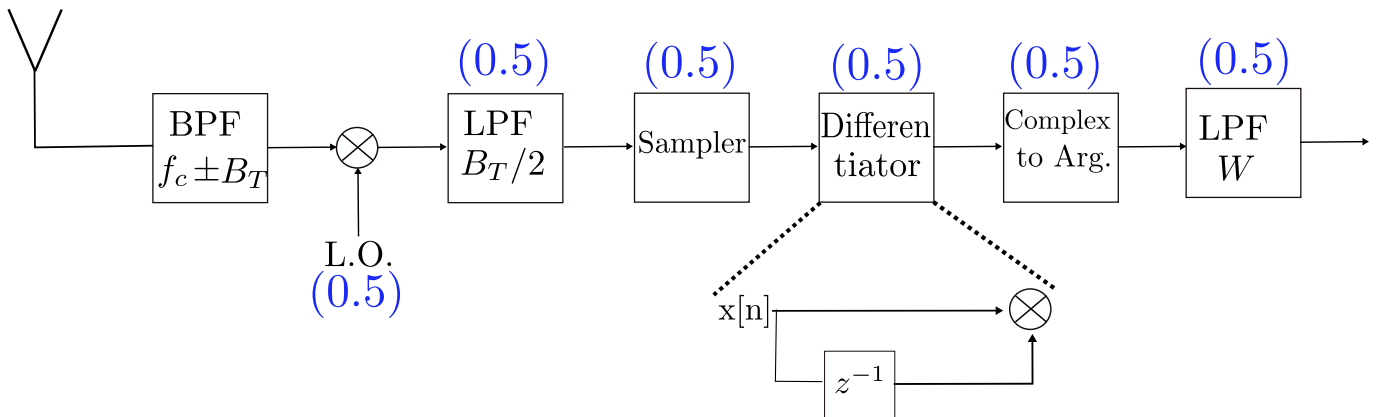 (0.5) (0.5) (0.5) (0.5) (0.5)
BPF
f_c ± B_T
LPF
B_T/2
Sampler
Differen
tiator
Complex
to Arg.
LPF
W
L.O.
(0.5)
x[n]
z^{-1}